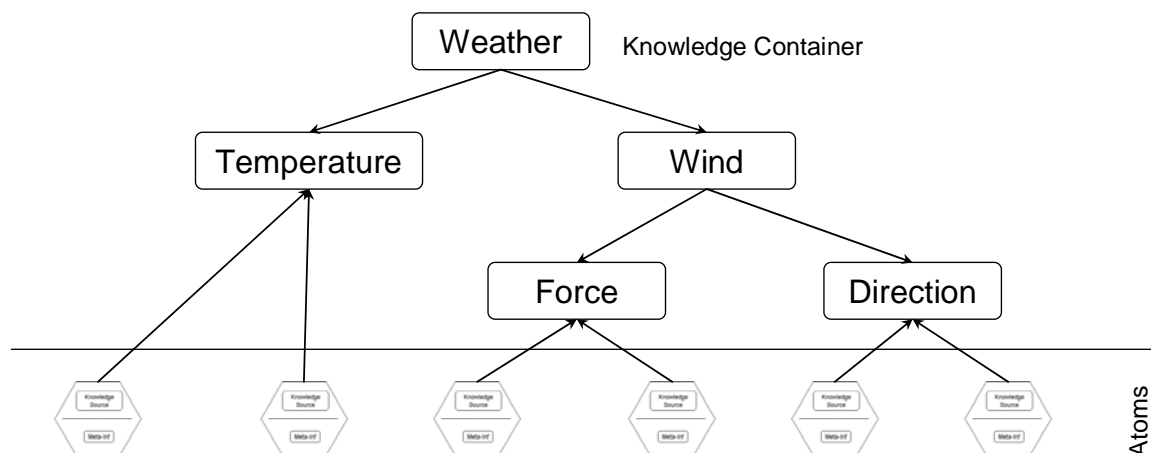 Weather
Knowledge Container
Temperature
Wind
Force
Direction
Knowledge
Source
Meta-Inf
Knowledge
Source
Meta-Inf
Knowledge
Source
Meta-Inf
Knowledge
Source
Meta-Inf
Knowledge
Source
Meta-Inf
Knowledge
Source
Meta-Inf
Atoms